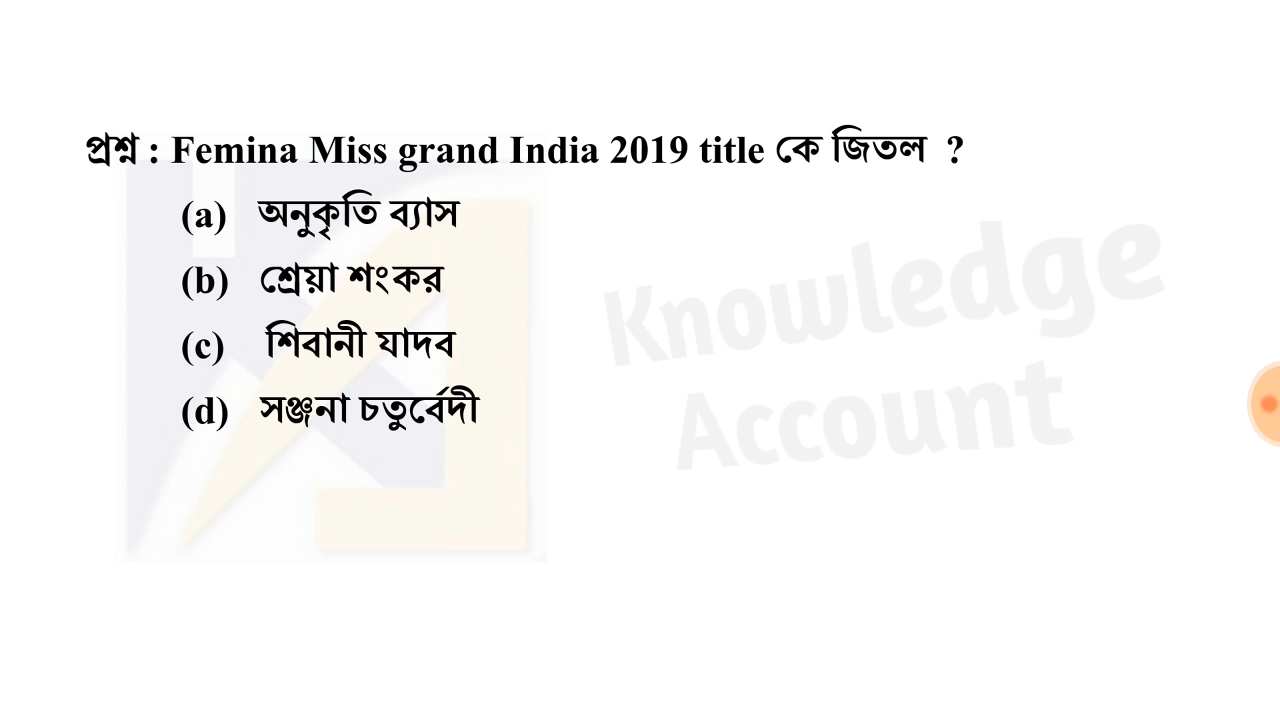 প্রশ্ন : Femina Miss grand India 2019 title কে জিতল ?
(a) অনুকৃতি ব্যাস
(b) শ্রেয়া শংকর
(c) শিবানী যাদব
(d) সঞ্জনা চতুর্বেদী
Knowledge
Account